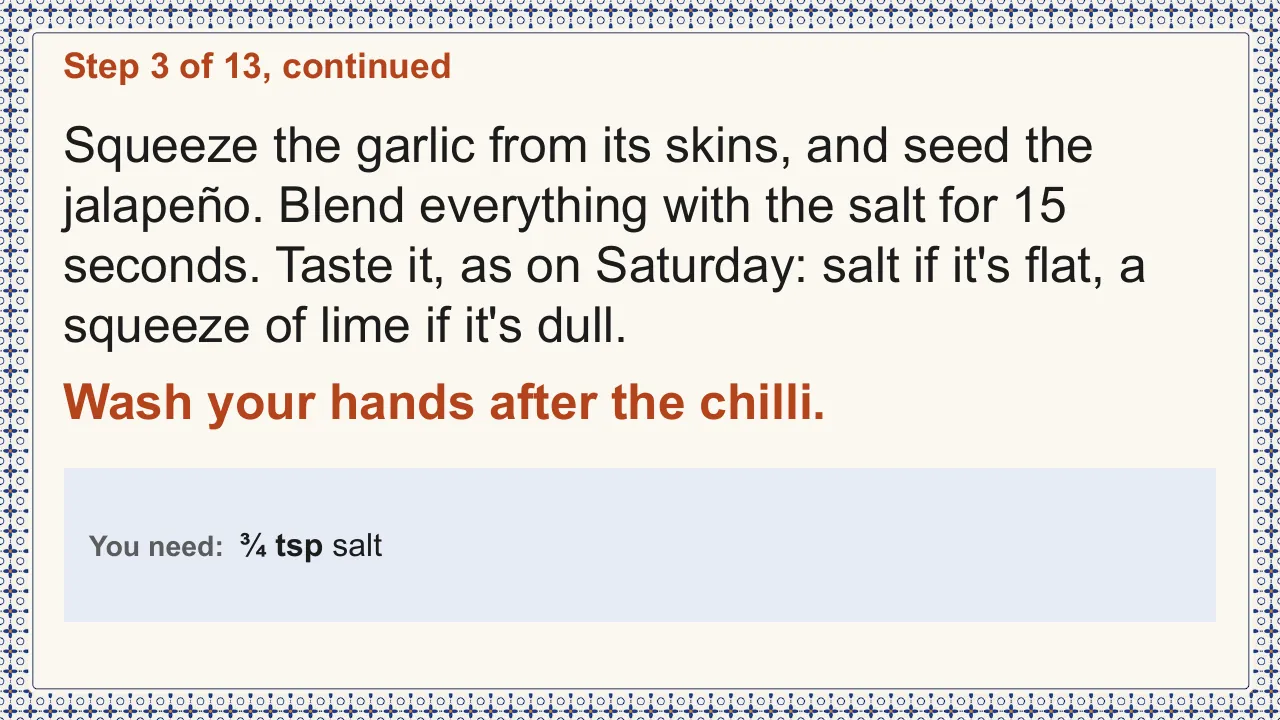 Step 3 of 13, continued
Squeeze the garlic from its skins, and seed the
jalapeño. Blend everything with the salt for 15
seconds. Taste it, as on Saturday: salt if it's flat, a
squeeze of lime if it's dull.
Wash your hands after the chilli.
You need: ¾ tsp salt